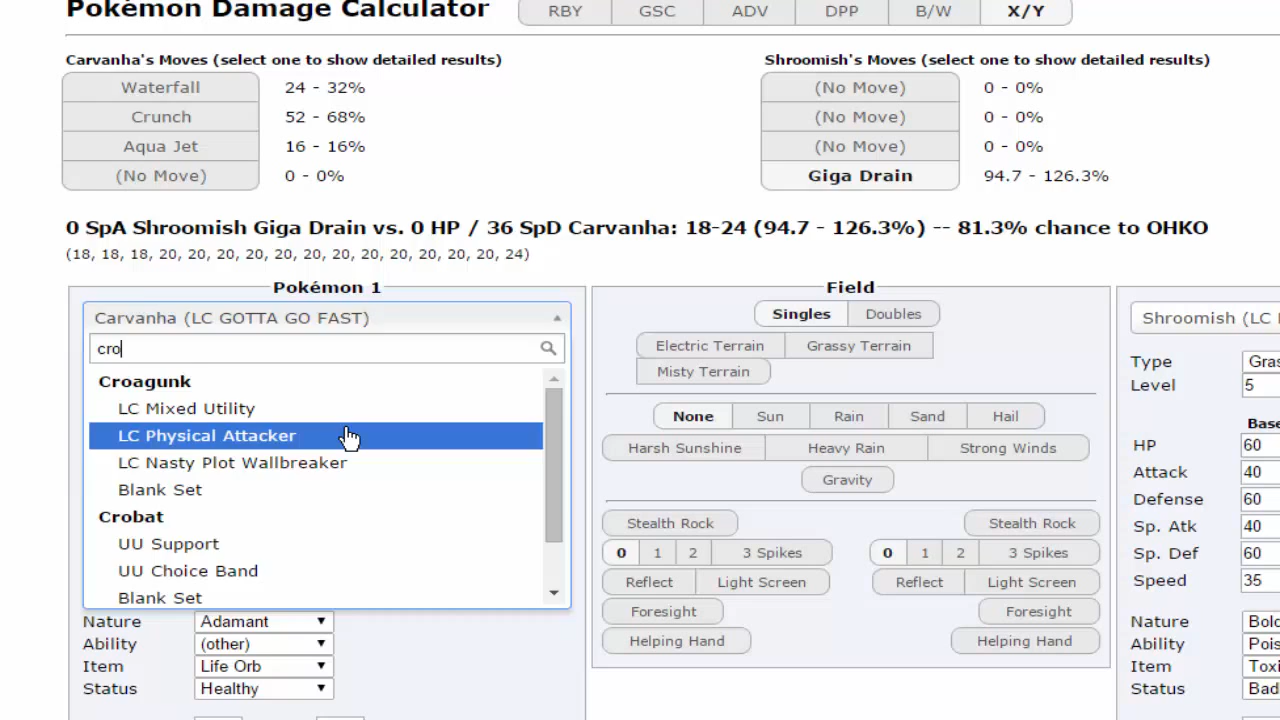 Pokémon Damage Calculator
RBY GSC ADV DPP B/W X/Y
Carvanha's Moves (select one to show detailed results)
Waterfall 24 - 32%
Crunch 52 - 68%
Aqua Jet 16 - 16%
(No Move) 0 - 0%
Shroomish's Moves (select one to show detailed results)
(No Move) 0 - 0%
(No Move) 0 - 0%
(No Move) 0 - 0%
Giga Drain 94.7 - 126.3%
0 SpA Shroomish Giga Drain vs. 0 HP / 36 SpD Carvanha: 18-24 (94.7 - 126.3%) -- 81.3% chance to OHKO
(18, 18, 18, 20, 20, 20, 20, 20, 20, 20, 20, 20, 20, 20, 20, 24)
Pokémon 1
Carvanha (LC GOTTA GO FAST)
cro
Croagunk
LC Mixed Utility
LC Physical Attacker
LC Nasty Plot Wallbreaker
Blank Set
Crobat
UU Support
UU Choice Band
Blank Set
Nature Adamant
Ability (other)
Item Life Orb
Status Healthy
Field
Singles Doubles
Electric Terrain Grassy Terrain
Misty Terrain
None Sun Rain Sand Hail
Harsh Sunshine Heavy Rain Strong Winds
Gravity
Stealth Rock Stealth Rock
0 1 2 3 Spikes 0 1 2 3 Spikes
Reflect Light Screen Reflect Light Screen
Foresight Foresight
Helping Hand Helping Hand
Shroomish (LC
Type Gras
Level 5
Base
HP 60
Attack 40
Defense 60
Sp. Atk 40
Sp. Def 60
Speed 35
Nature Bold
Ability Pois
Item Toxi
Status Bad